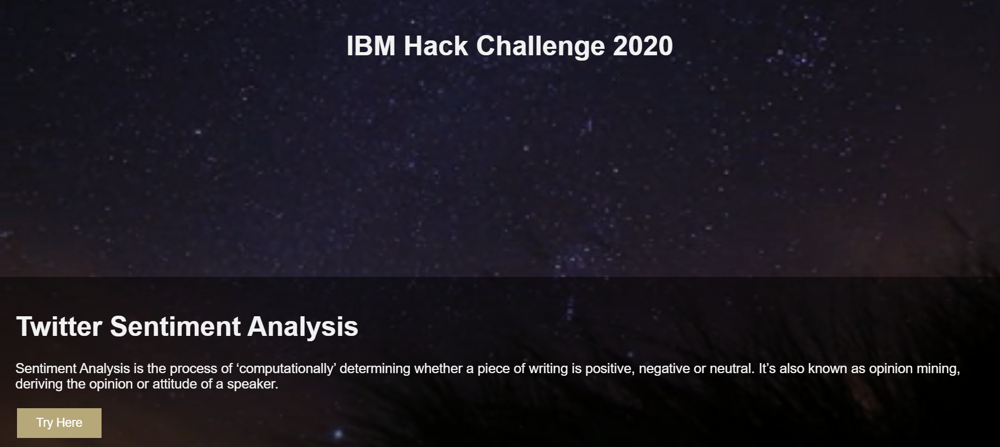 IBM Hack Challenge 2020
Twitter Sentiment Analysis
Sentiment Analysis is the process of ‘computationally’ determining whether a piece of writing is positive, negative or neutral. It’s also known as opinion mining,
deriving the opinion or attitude of a speaker.
Try Here